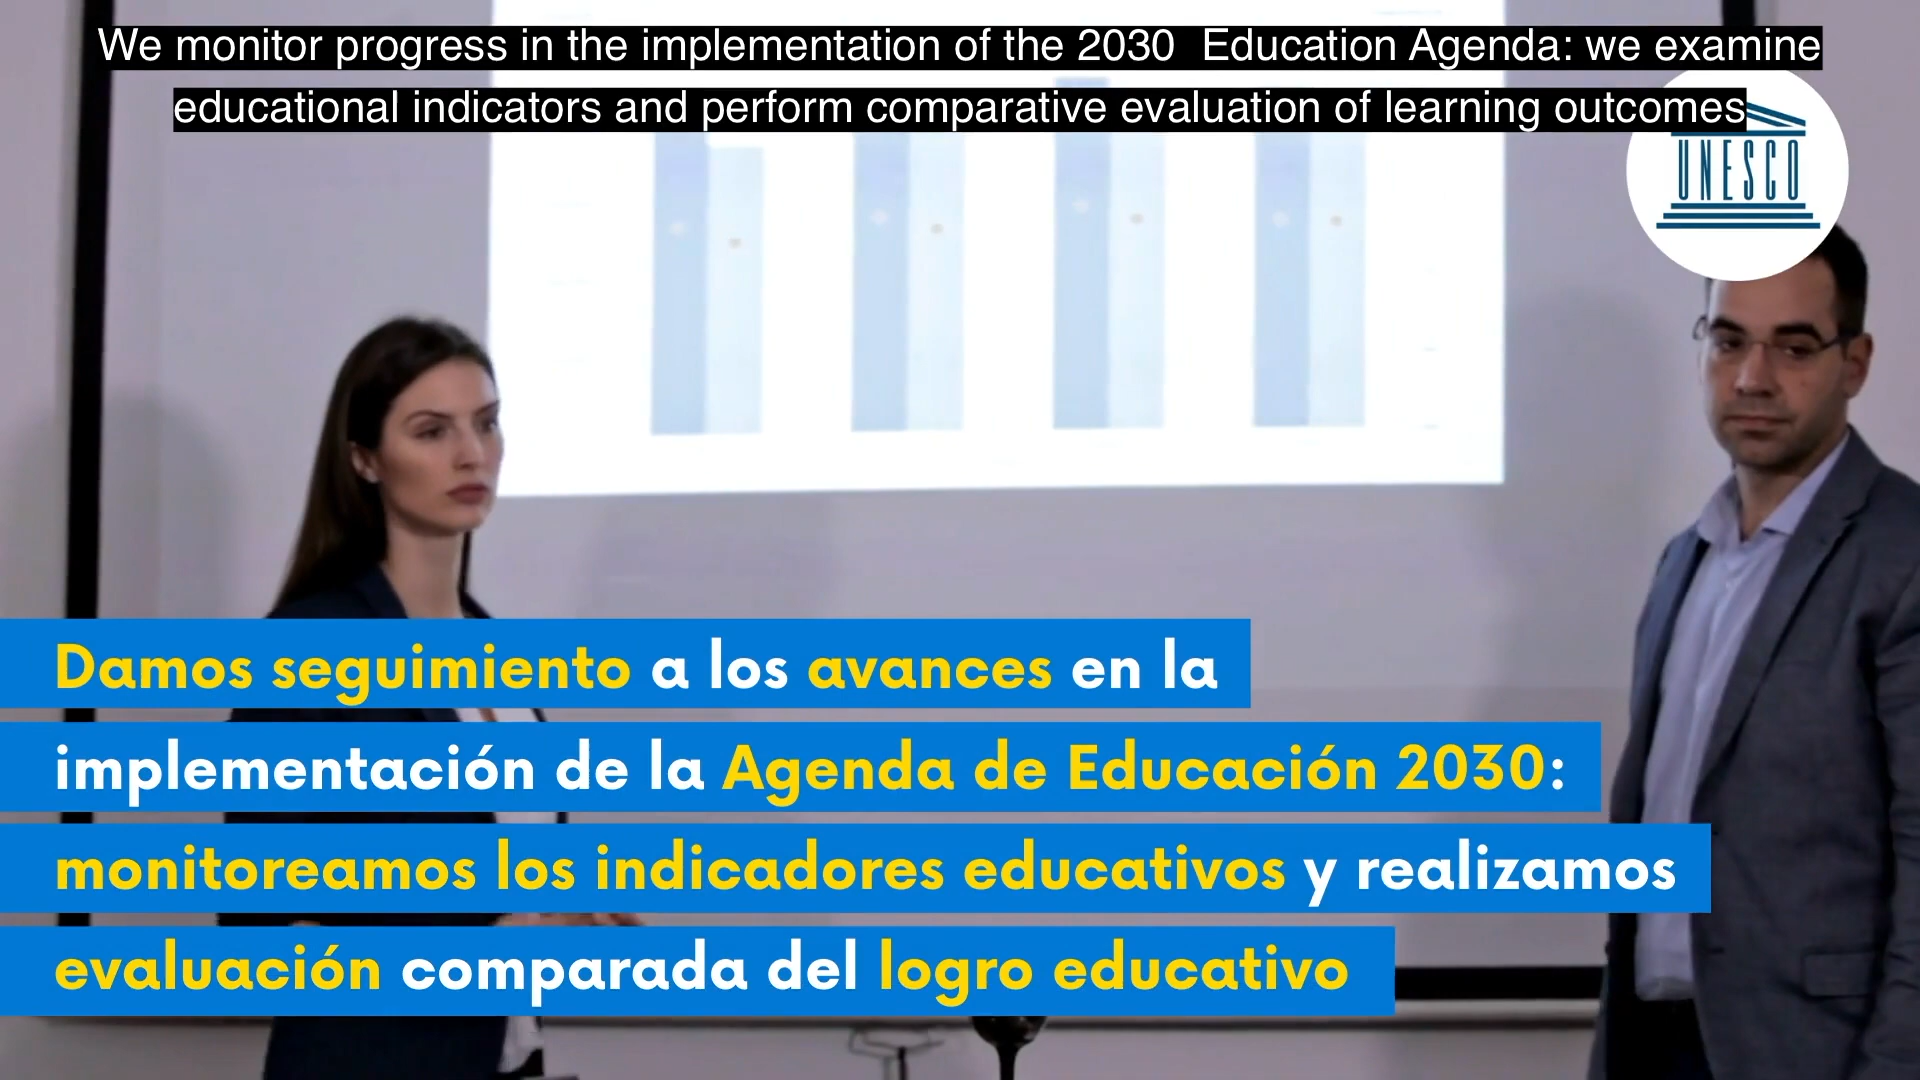 We monitor progress in the implementation of the 2030 Education Agenda: we examine
educational indicators and perform comparative evaluation of learning outcomes
UNESCO
Damos seguimiento a los avances en la
implementación de la Agenda de Educación 2030:
monitoreamos los indicadores educativos y realizamos
evaluación comparada del logro educativo